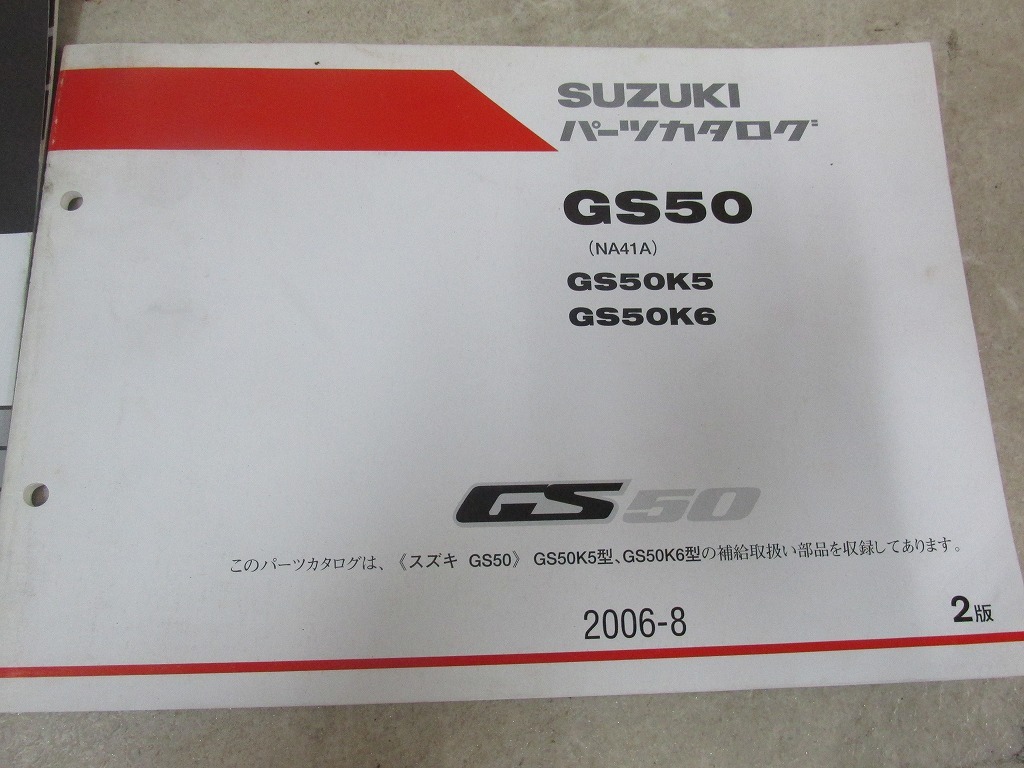 SUZUKI
パーツカタログ
GS50
（NA41A）
GS50K5
GS50K6
GS50
このパーツカタログは、《スズキ GS50》 GS50K5型、GS50K6型の補給取扱い部品を収録してあります。
2006-8
2版